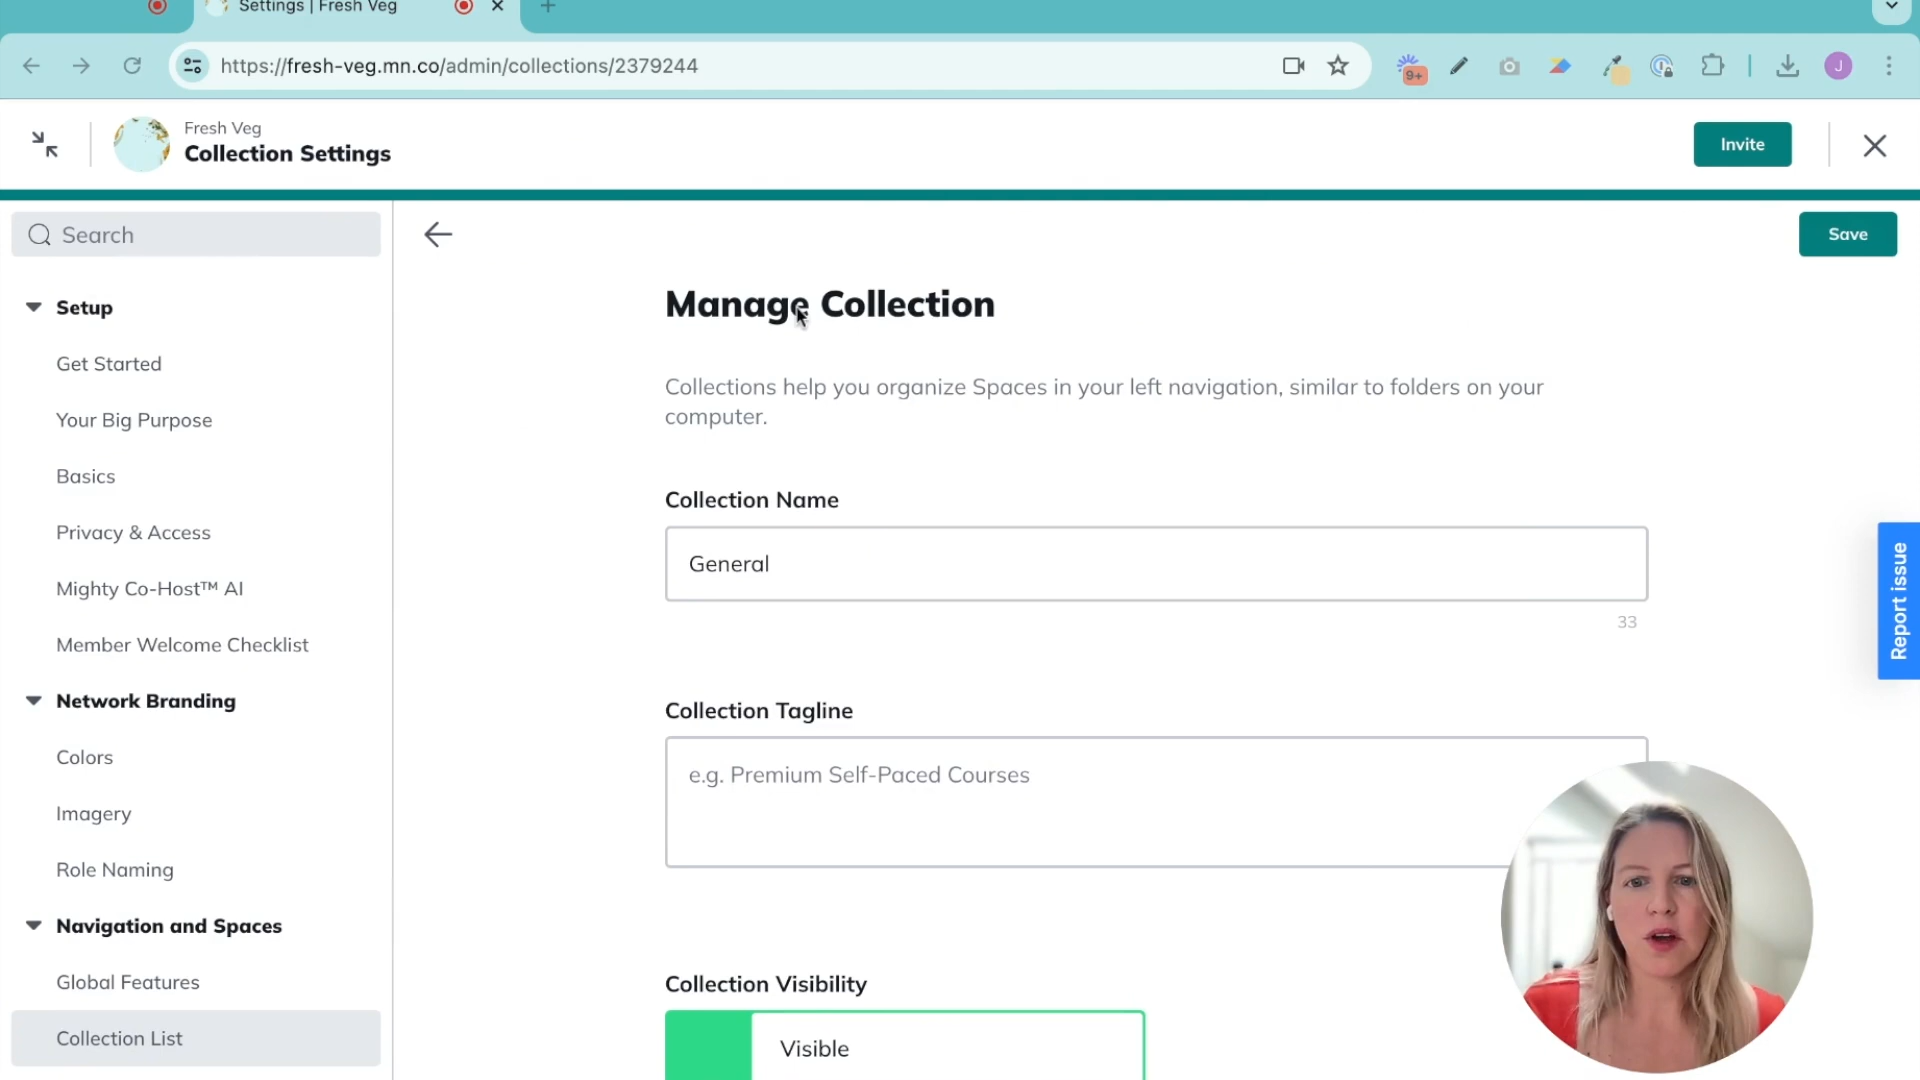 Settings | Fresh Veg
https://fresh-veg.mn.co/admin/collections/2379244
9+
J
Fresh Veg
Collection Settings
Invite
Search
Save
Setup
Get Started
Your Big Purpose
Basics
Privacy & Access
Mighty Co-Host™ AI
Member Welcome Checklist
Network Branding
Colors
Imagery
Role Naming
Navigation and Spaces
Global Features
Collection List
Manage Collection
Collections help you organize Spaces in your left navigation, similar to folders on your
computer.
Collection Name
General
33
Collection Tagline
e.g. Premium Self-Paced Courses
Collection Visibility
Visible
Report issue